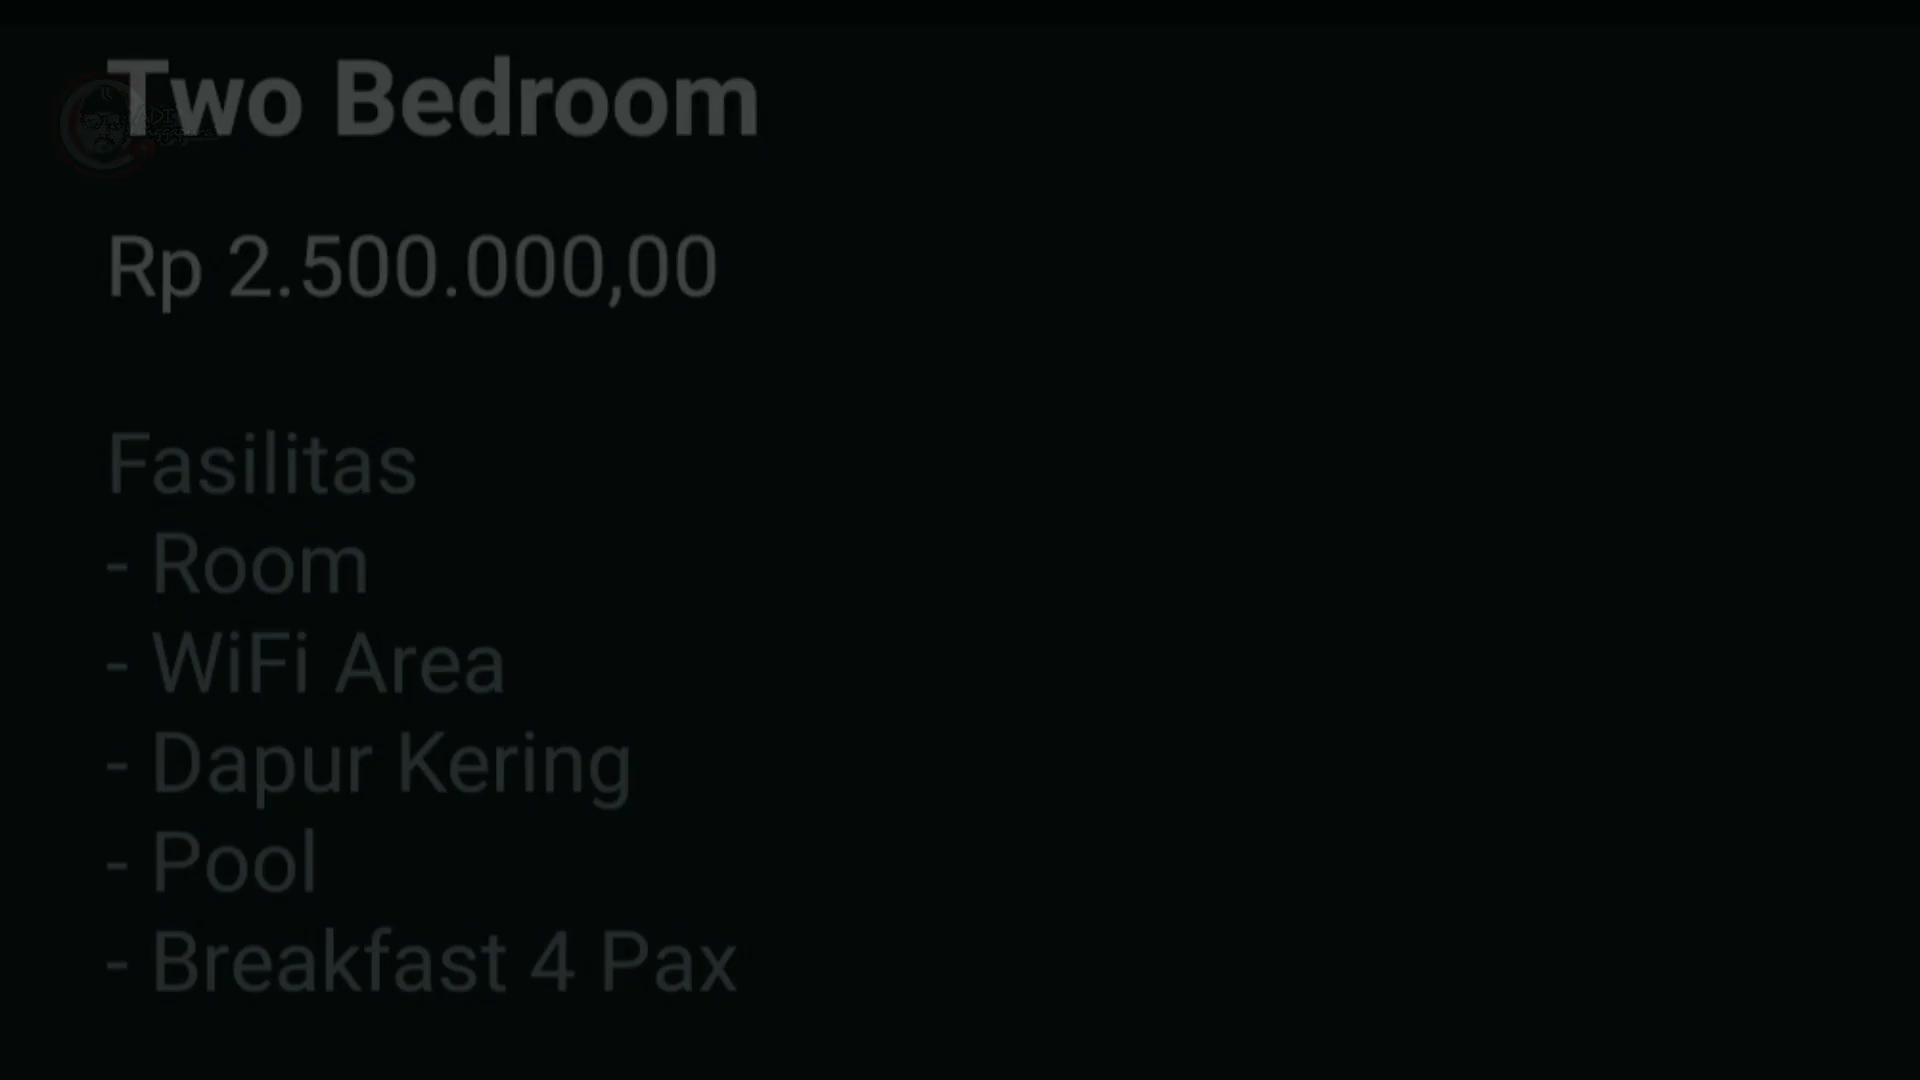 Two Bedroom
Rp 2.500.000,00
Fasilitas
- Room
- WiFi Area
- Dapur Kering
- Pool
- Breakfast 4 Pax